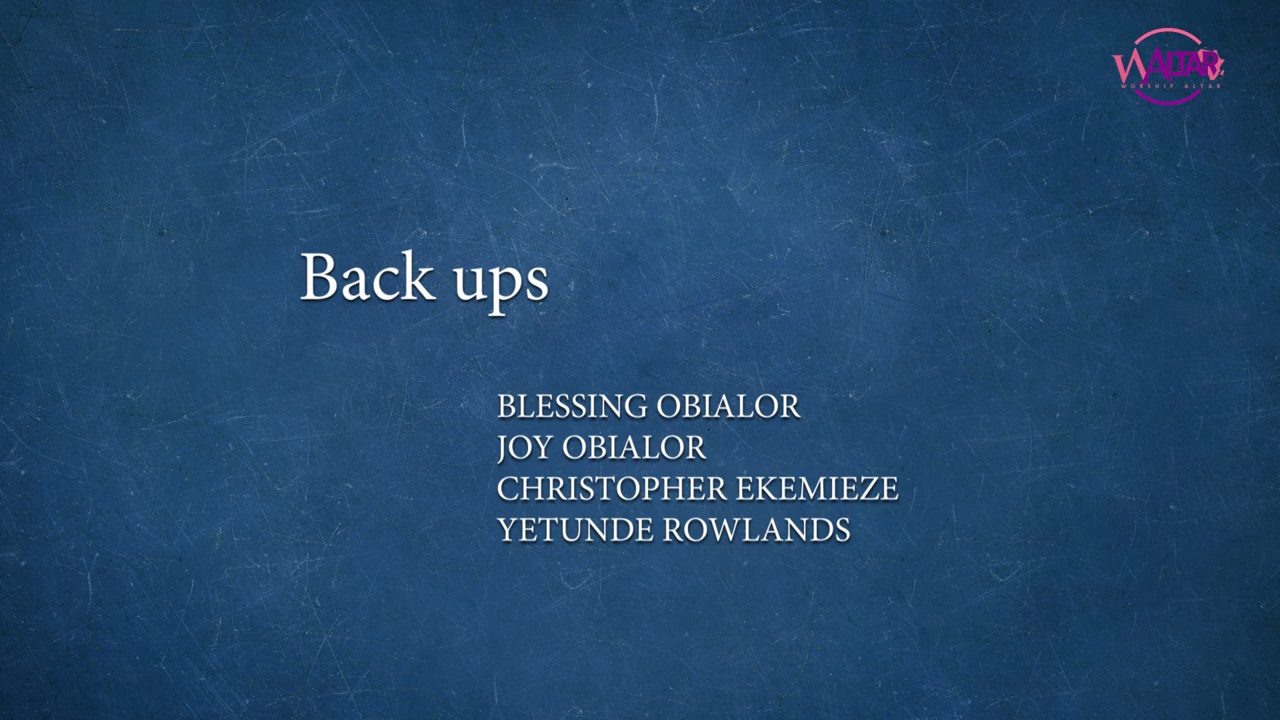 WALTAR
WORSHIP ALTAR
Back ups
BLESSING OBIALOR
JOY OBIALOR
CHRISTOPHER EKEMIEZE
YETUNDE ROWLANDS